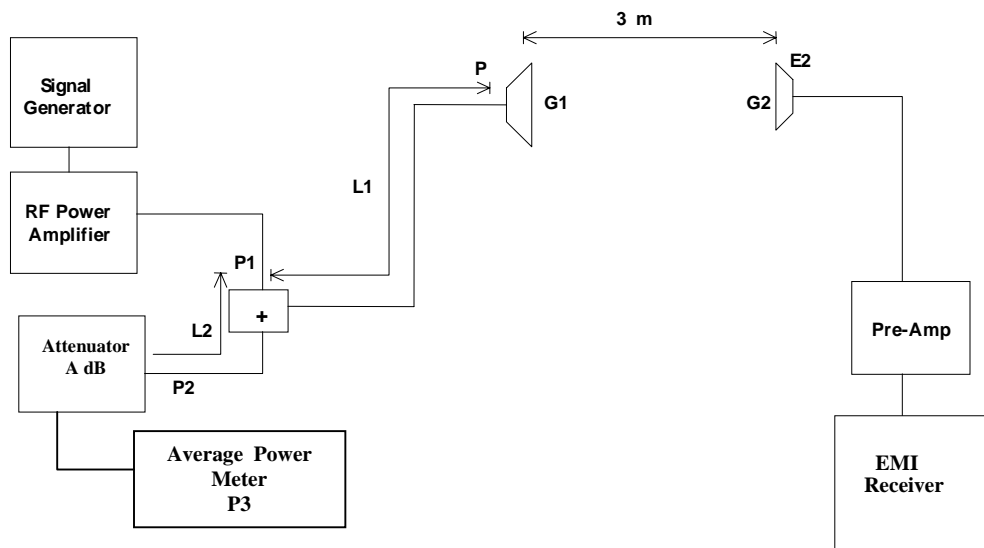 3 m
P
E2
G1
G2
Signal
Generator
L1
RF Power
Amplifier
P1
+
L2
Pre-Amp
Attenuator
A dB
P2
Average Power
Meter
P3
EMI
Receiver